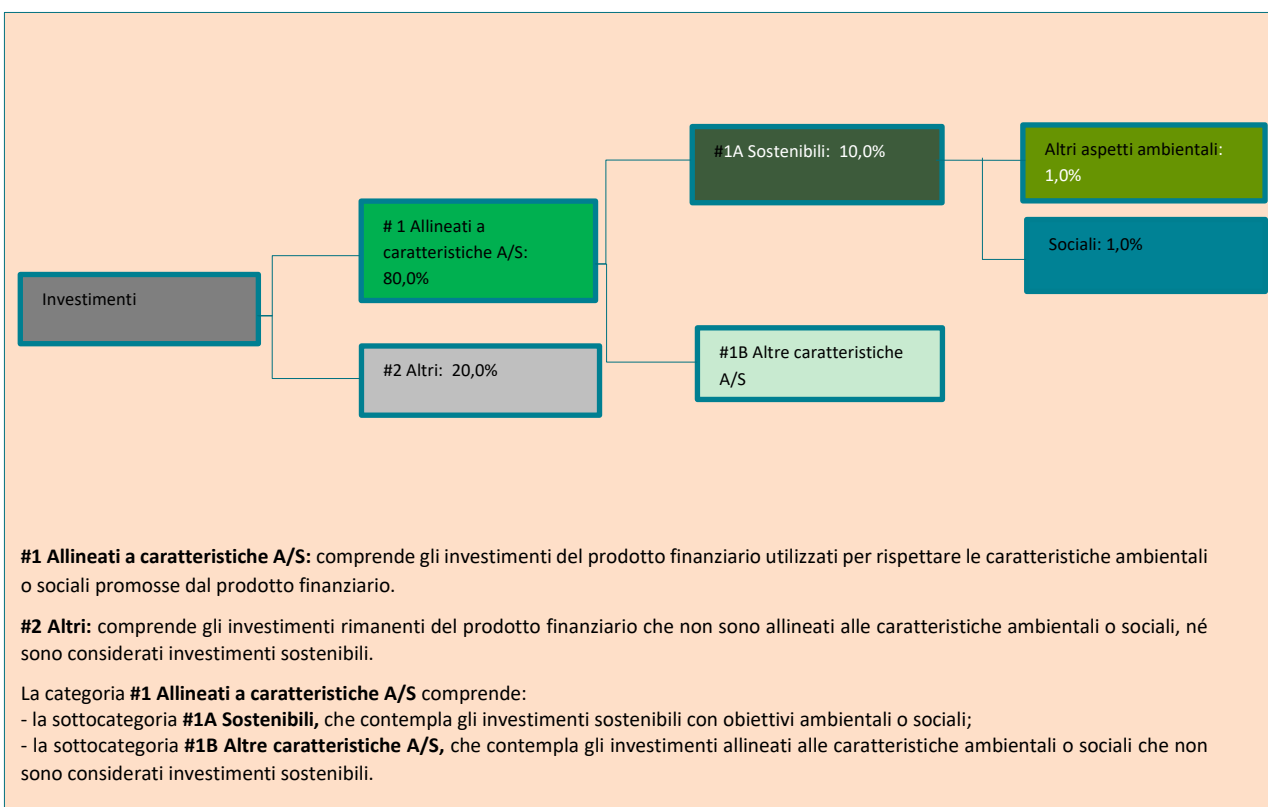 #1A Sostenibili: 10,0%
Altri aspetti ambientali:
1,0%
# 1 Allineati a
caratteristiche A/S:
80,0%
Sociali: 1,0%
Investimenti
#2 Altri: 20,0%
#1B Altre caratteristiche
A/S
#1 Allineati a caratteristiche A/S: comprende gli investimenti del prodotto finanziario utilizzati per rispettare le caratteristiche ambientali
o sociali promosse dal prodotto finanziario.
#2 Altri: comprende gli investimenti rimanenti del prodotto finanziario che non sono allineati alle caratteristiche ambientali o sociali, né
sono considerati investimenti sostenibili.
La categoria #1 Allineati a caratteristiche A/S comprende:
- la sottocategoria #1A Sostenibili, che contempla gli investimenti sostenibili con obiettivi ambientali o sociali;
- la sottocategoria #1B Altre caratteristiche A/S, che contempla gli investimenti allineati alle caratteristiche ambientali o sociali che non
sono considerati investimenti sostenibili.